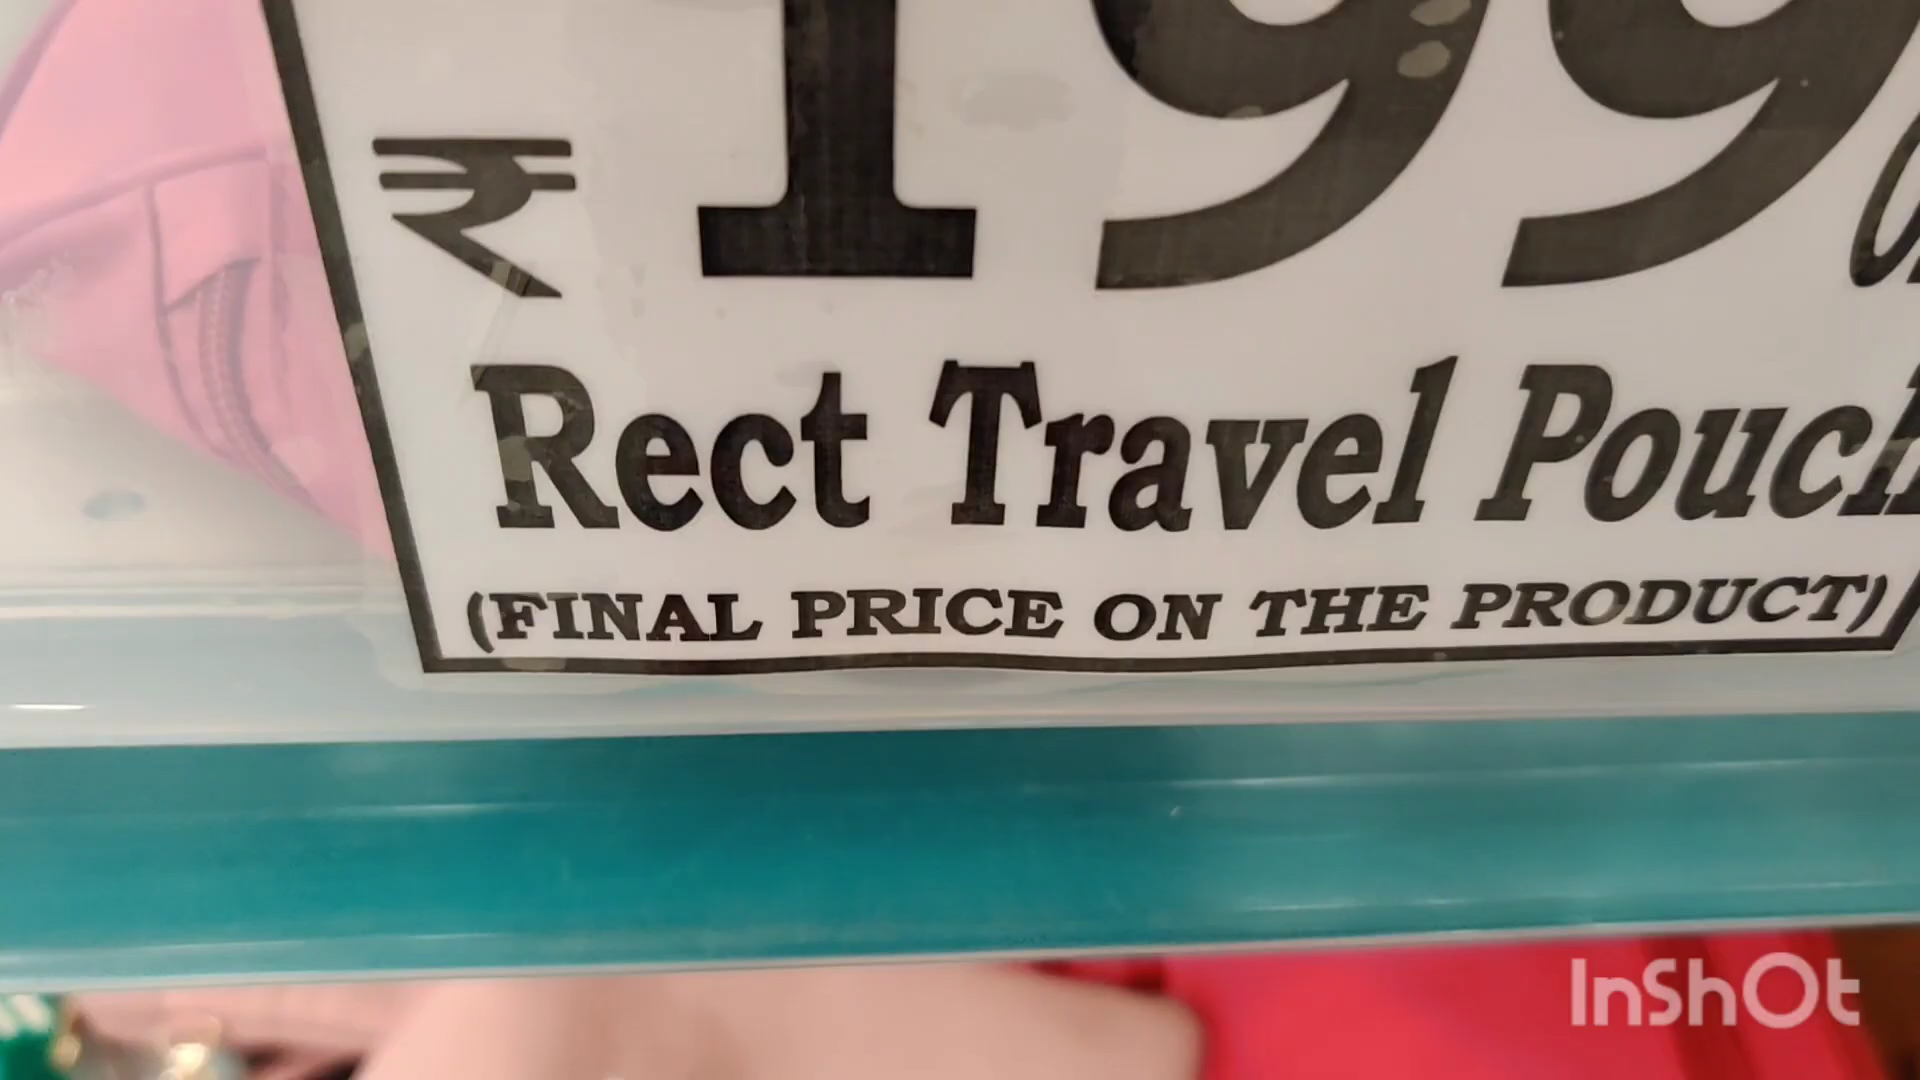 ₹ 199
Rect Travel Pouch
(FINAL PRICE ON THE PRODUCT)
InShOt